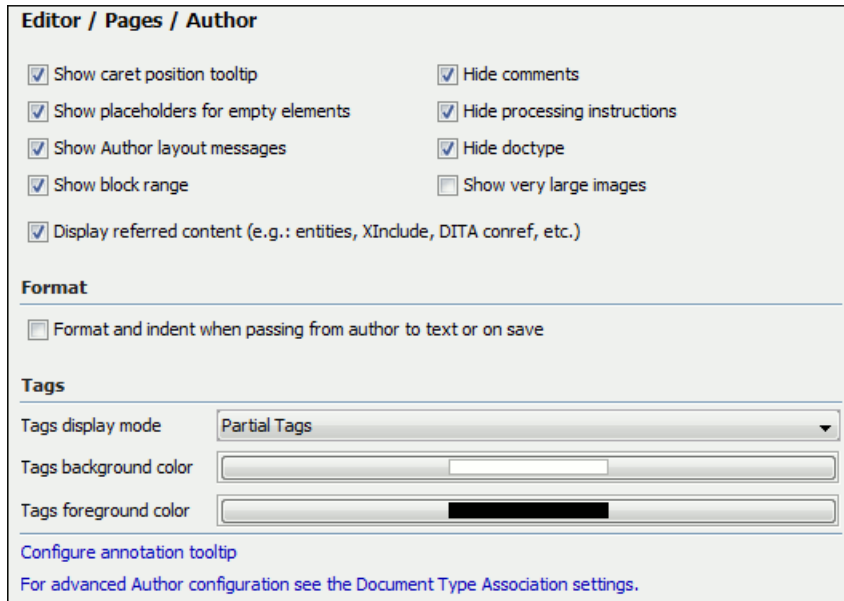 Editor / Pages / Author
Show caret position tooltip
Hide comments
Show placeholders for empty elements
Hide processing instructions
Show Author layout messages
Hide doctype
Show block range
Show very large images
Display referred content (e.g.: entities, XInclude, DITA conref, etc.)
Format
Format and indent when passing from author to text or on save
Tags
Tags display mode
Partial Tags
Tags background color
Tags foreground color
Configure annotation tooltip
For advanced Author configuration see the Document Type Association settings.